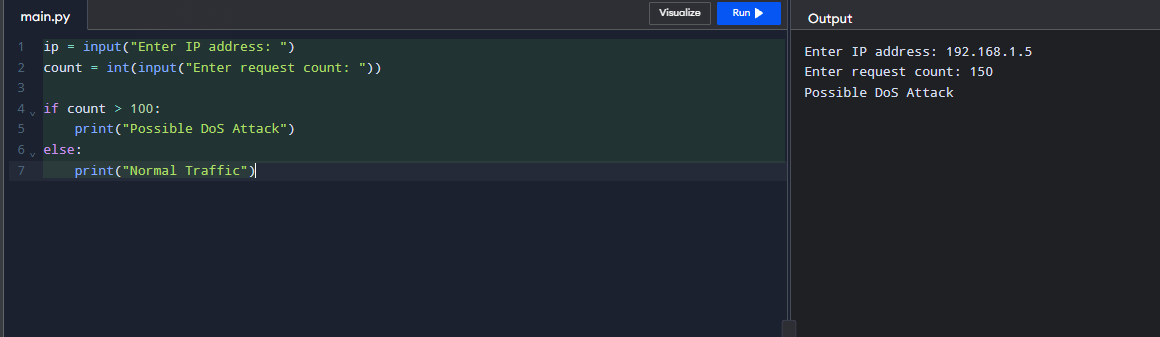 main.py
Visualize
Run
1 ip = input("Enter IP address: ")
2 count = int(input("Enter request count: "))
3
4 if count > 100:
5     print("Possible DoS Attack")
6 else:
7     print("Normal Traffic")
Output
Enter IP address: 192.168.1.5
Enter request count: 150
Possible DoS Attack